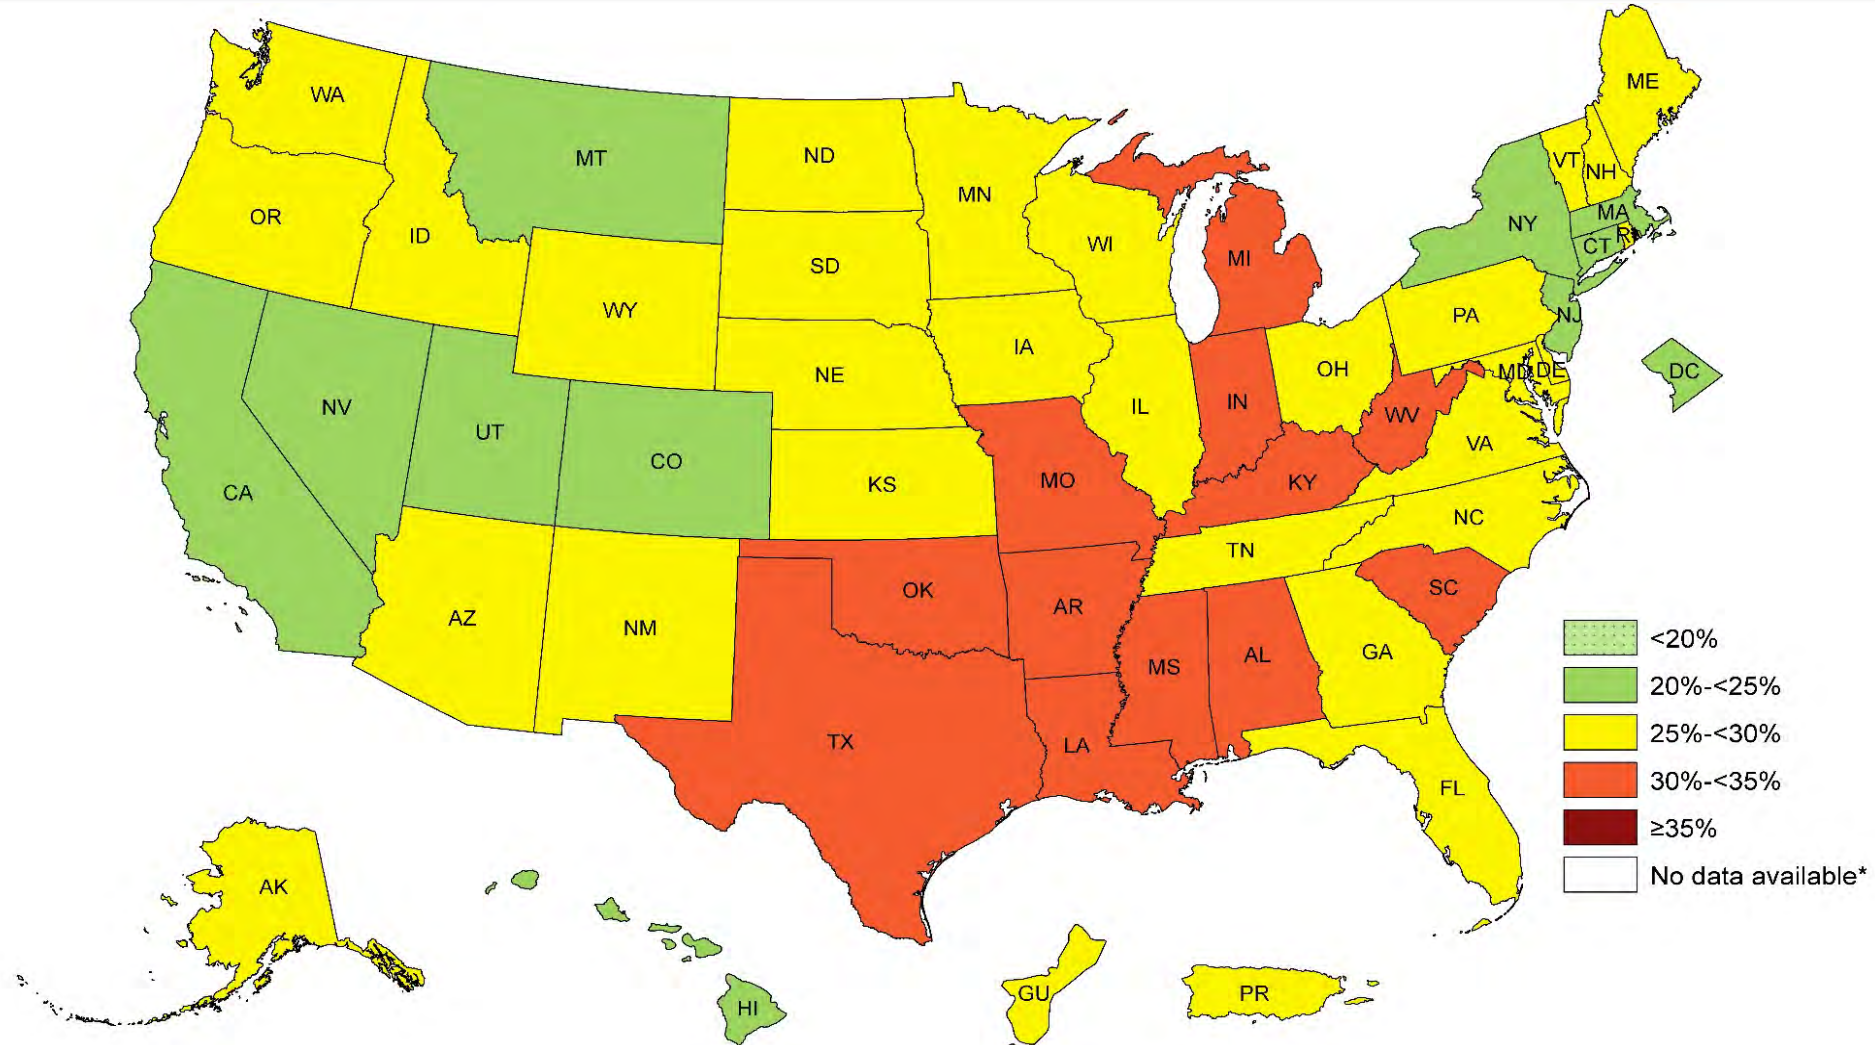 WA
MT
ND
MN
ME
VT
NH
OR
ID
SD
WI
MI
NY
MA
RI
CT
WY
IA
PA
NJ
NE
IL
IN
OH
MD
DE
DC
NV
UT
CO
KS
MO
KY
WV
VA
CA
AZ
NM
OK
AR
TN
NC
SC
MS
AL
GA
TX
LA
FL
AK
HI
GU
PR
<20%
20%-<25%
25%-<30%
30%-<35%
≥35%
No data available*